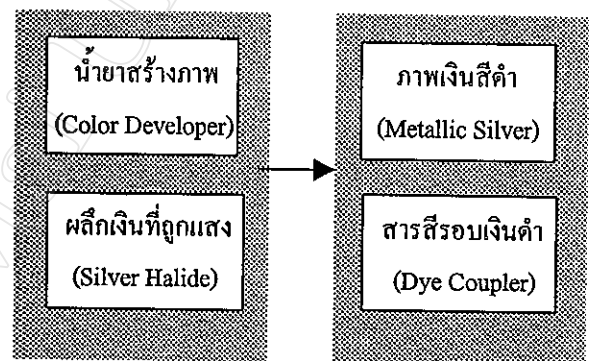 น้ำยาสร้างภาพ
(Color Developer)
ผลึกเงินที่ถูกแสง
(Silver Halide)
ภาพเงินสีดำ
(Metallic Silver)
สารสีรอบเงินดำ
(Dye Coupler)